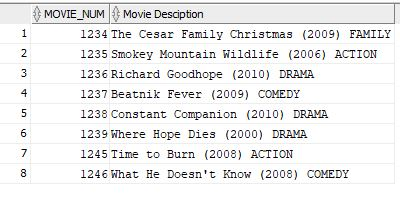 MOVIE_NUM Movie Desciption
1 1234 The Cesar Family Christmas (2009) FAMILY
2 1235 Smokey Mountain Wildlife (2006) ACTION
3 1236 Richard Goodhope (2010) DRAMA
4 1237 Beatnik Fever (2009) COMEDY
5 1238 Constant Companion (2010) DRAMA
6 1239 Where Hope Dies (2000) DRAMA
7 1245 Time to Burn (2008) ACTION
8 1246 What He Doesn't Know (2008) COMEDY